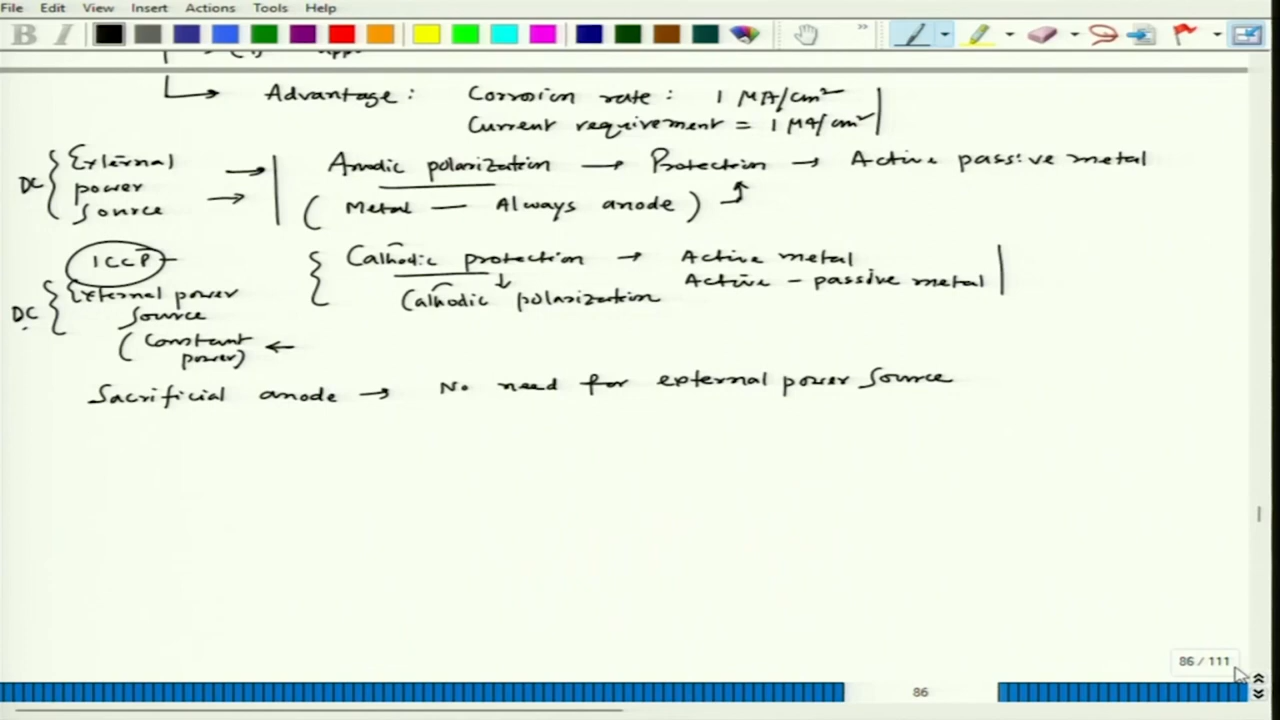 File Edit View Insert Actions Tools Help
B I
Advantage : Corrosion rate : 1 μA/cm²
Current requirement = 1 μA/cm²
DC External power source → Anodic polarization → Protection → Active passive metal
( Metal — Always anode )
ICCP Cathodic protection → Active metal
Active - passive metal
DC External power source Cathodic polarization
( Constant power) ←
Sacrificial anode → No need for external power source
86 / 111
86